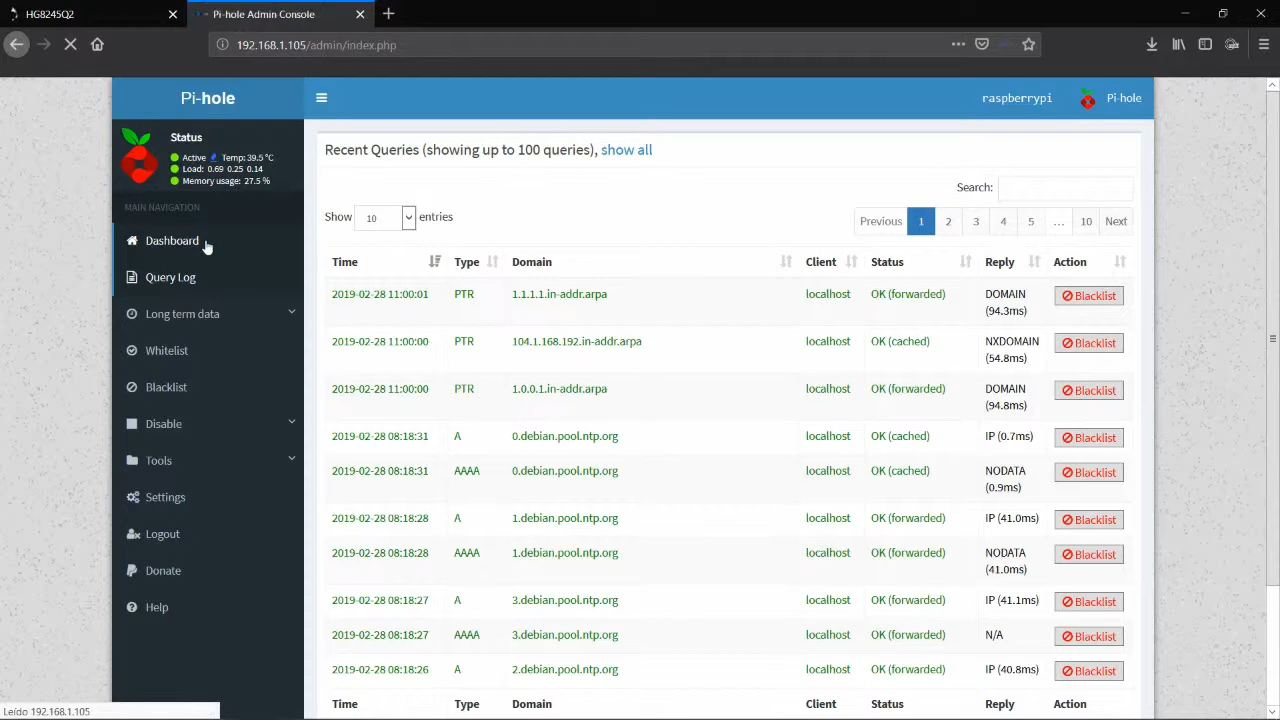 HG8245Q2
Pi-hole Admin Console
192.168.1.105/admin/index.php
Pi-hole
raspberrypi
Pi-hole
Status
Active Temp: 39.5 °C
Load: 0.69 0.25 0.14
Memory usage: 27.5 %
MAIN NAVIGATION
Dashboard
Query Log
Long term data
Whitelist
Blacklist
Disable
Tools
Settings
Logout
Donate
Help
Recent Queries (showing up to 100 queries), show all
Search:
Show 10 entries
Previous 1 2 3 4 5 … 10 Next
Time Type Domain Client Status Reply Action
2019-02-28 11:00:01 PTR 1.1.1.1.in-addr.arpa localhost OK (forwarded) DOMAIN Blacklist
(94.3ms)
2019-02-28 11:00:00 PTR 104.1.168.192.in-addr.arpa localhost OK (cached) NXDOMAIN Blacklist
(54.8ms)
2019-02-28 11:00:00 PTR 1.0.0.1.in-addr.arpa localhost OK (forwarded) DOMAIN Blacklist
(94.8ms)
2019-02-28 08:18:31 A 0.debian.pool.ntp.org localhost OK (cached) IP (0.7ms) Blacklist
2019-02-28 08:18:31 AAAA 0.debian.pool.ntp.org localhost OK (cached) NODATA Blacklist
(0.9ms)
2019-02-28 08:18:28 A 1.debian.pool.ntp.org localhost OK (forwarded) IP (41.0ms) Blacklist
2019-02-28 08:18:28 AAAA 1.debian.pool.ntp.org localhost OK (forwarded) NODATA Blacklist
(41.0ms)
2019-02-28 08:18:27 A 3.debian.pool.ntp.org localhost OK (forwarded) IP (41.1ms) Blacklist
2019-02-28 08:18:27 AAAA 3.debian.pool.ntp.org localhost OK (forwarded) N/A Blacklist
2019-02-28 08:18:26 A 2.debian.pool.ntp.org localhost OK (forwarded) IP (40.8ms) Blacklist
Time Type Domain Client Status Reply Action
Leído 192.168.1.105